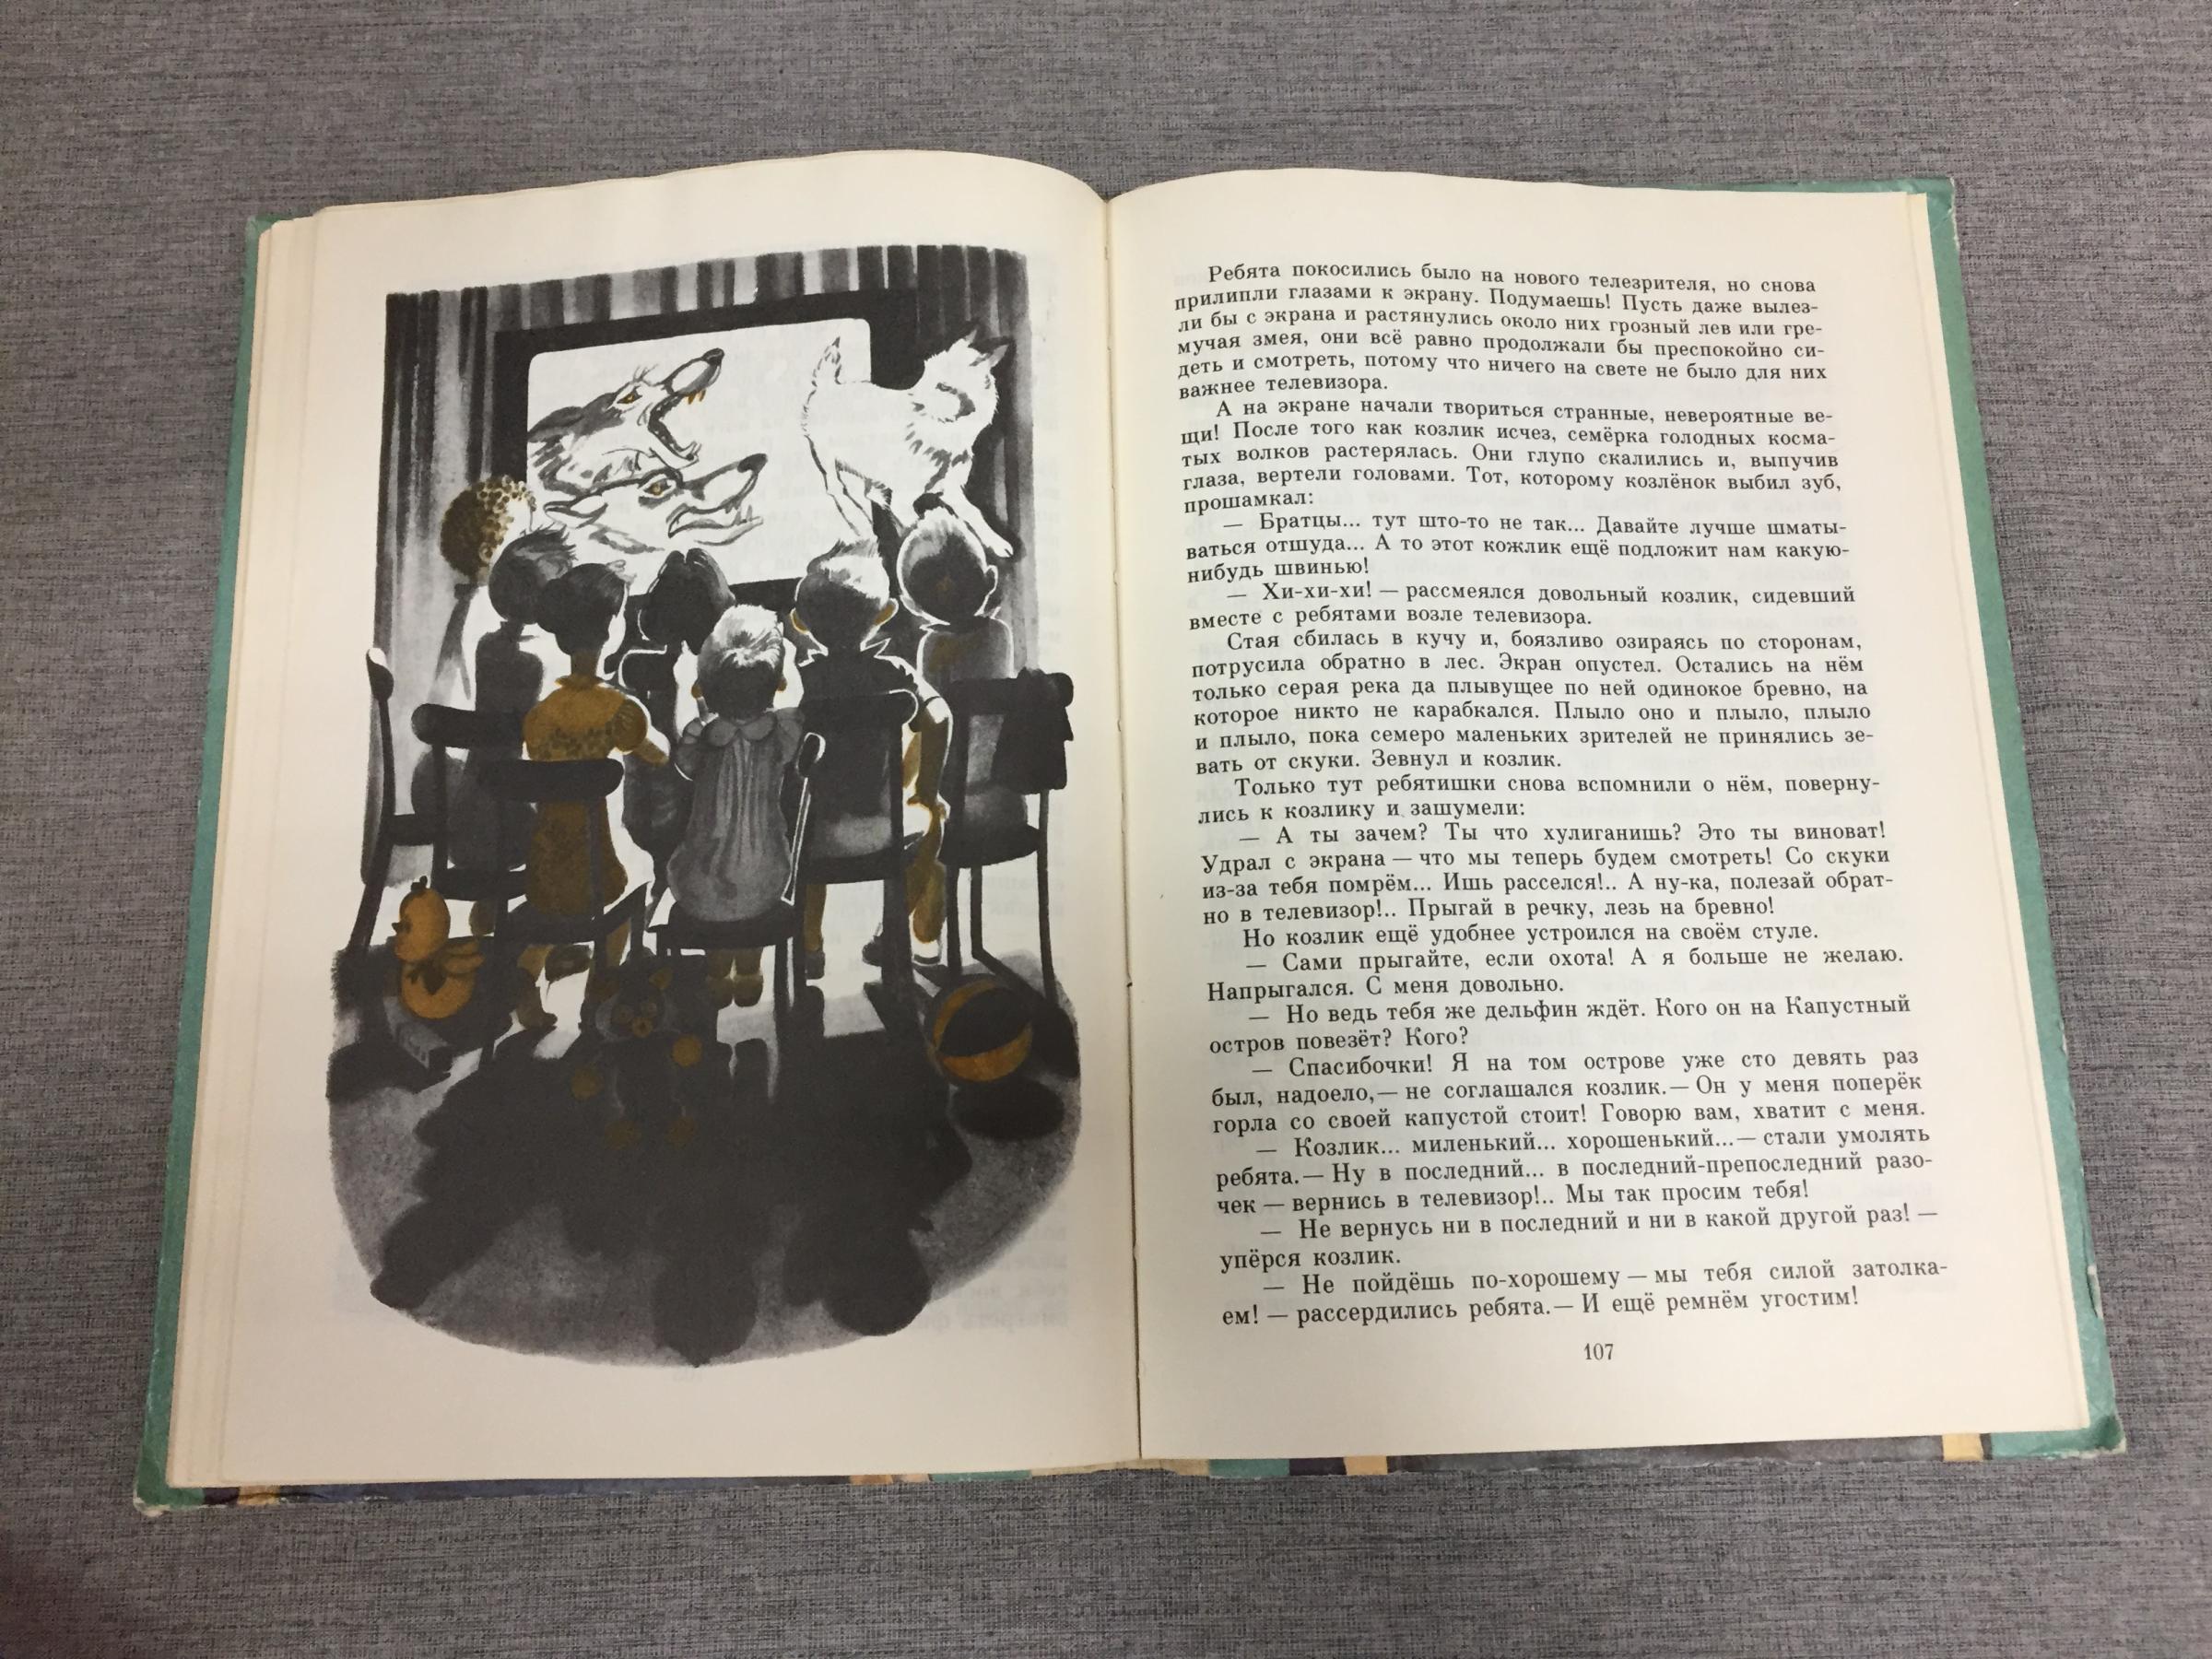 Ребята покосились было на нового телезрителя, но снова
прилипли глазами к экрану. Подумаешь! Пусть даже вылез-
ли бы с экрана и растянулись около них грозный лев или гре-
мучая змея, они всё равно продолжали бы преспокойно си-
деть и смотреть, потому что ничего на свете не было для них
важнее телевизора.
А на экране начали твориться странные, невероятные ве-
щи! После того как козлик исчез, семёрка голодных косма-
тых волков растерялась. Они глупо скалились и, выпучив
глаза, вертели головами. Тот, которому козлёнок выбил зуб,
прошамкал:
— Братцы... тут што-то не так... Давайте лучше шматы-
ваться отшуда... А то этот кожлик ещё подложит нам какую-
нибудь швинью!
— Хи-хи-хи! — рассмеялся довольный козлик, сидевший
вместе с ребятами возле телевизора.
Стая сбилась в кучу и, боязливо озираясь по сторонам,
потрусила обратно в лес. Экран опустел. Остались на нём
только серая река да плывущее по ней одинокое бревно, на
которое никто не карабкался. Плыло оно и плыло, плыло
и плыло, пока семеро маленьких зрителей не принялись зе-
вать от скуки. Зевнул и козлик.
Только тут ребятишки снова вспомнили о нём, поверну-
лись к козлику и зашумели:
— А ты зачем? Ты что хулиганишь? Это ты виноват!
Удрал с экрана — что мы теперь будем смотреть! Со скуки
из-за тебя помрём... Ишь расселся!.. А ну-ка, полезай обрат-
но в телевизор!.. Прыгай в речку, лезь на бревно!
Но козлик ещё удобнее устроился на своём стуле.
— Сами прыгайте, если охота! А я больше не желаю.
Напрыгался. С меня довольно.
— Но ведь тебя же дельфин ждёт. Кого он на Капустный
остров повезёт? Кого?
— Спасибочки! Я на том острове уже сто девять раз
был, надоело,— не соглашался козлик.— Он у меня поперёк
горла со своей капустой стоит! Говорю вам, хватит с меня.
— Козлик... миленький... хорошенький...— стали умолять
ребята.— Ну в последний... в последний-препоследний разо-
чек — вернись в телевизор!.. Мы так просим тебя!
— Не вернусь ни в последний и ни в какой другой раз! —
упёрся козлик.
— Не пойдёшь по-хорошему — мы тебя силой затолка-
ем! — рассердились ребята.— И ещё ремнём угостим!
107